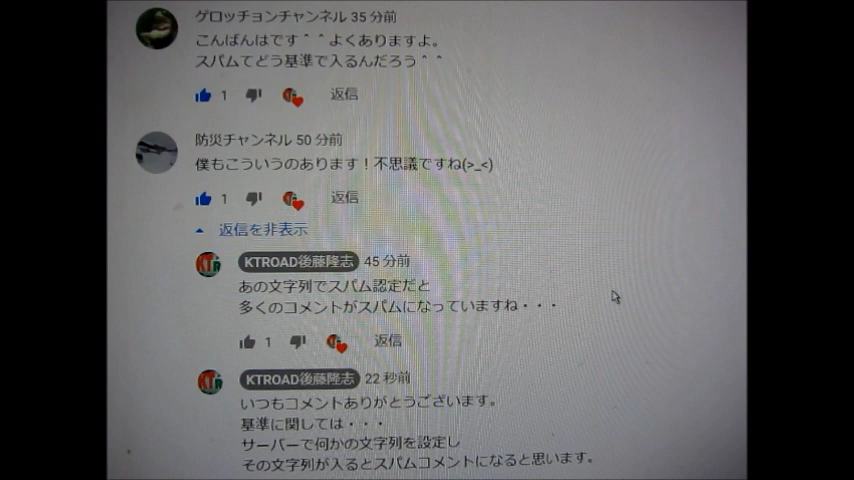 ゲロッチョンチャンネル 35 分前
こんばんはです＾＾よくありますよ。
スパムてどう基準で入るんだろう＾＾
1 返信
防災チャンネル 50 分前
僕もこういうのあります！不思議ですね(>_<)
1 返信
返信を非表示
KTROAD後藤隆志 45 分前
あの文字列でスパム認定だと
多くのコメントがスパムになっていますね・・・
1 返信
KTROAD後藤隆志 22 秒前
いつもコメントありがとうございます。
基準に関しては・・・
サーバーで何かの文字列を設定し
その文字列が入るとスパムコメントになると思います。